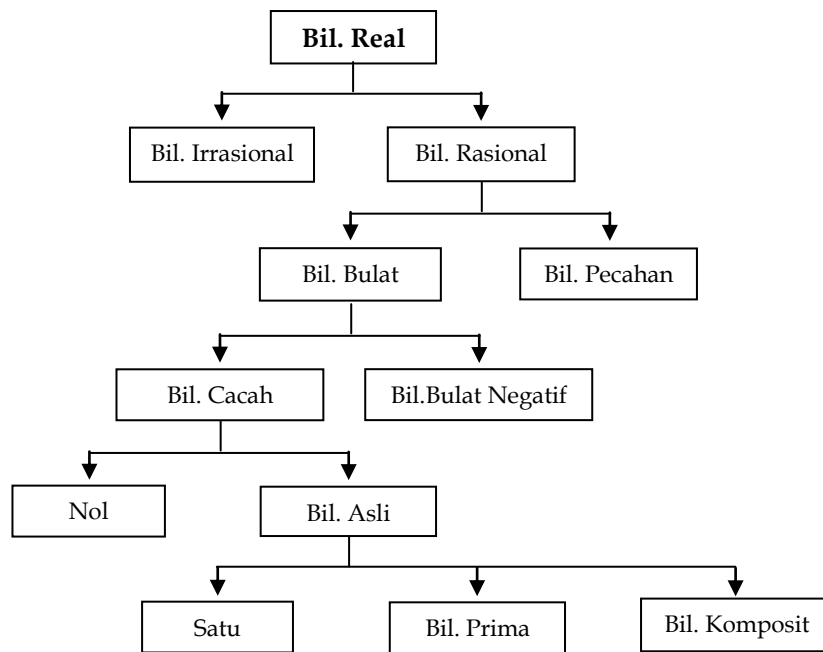 Bil. Real
Bil. Irrasional
Bil. Rasional
Bil. Bulat
Bil. Pecahan
Bil. Cacah
Bil.Bulat Negatif
Nol
Bil. Asli
Satu
Bil. Prima
Bil. Komposit